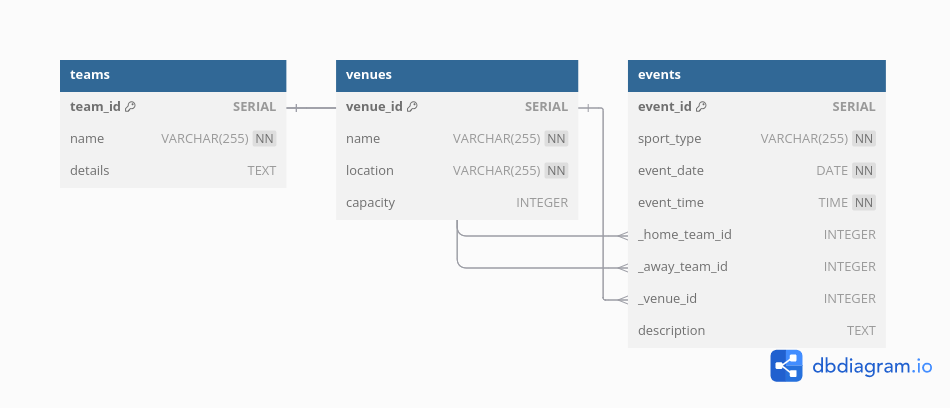 teams
team_id SERIAL
name VARCHAR(255) NN
details TEXT
venues
venue_id SERIAL
name VARCHAR(255) NN
location VARCHAR(255) NN
capacity INTEGER
events
event_id SERIAL
sport_type VARCHAR(255) NN
event_date DATE NN
event_time TIME NN
_home_team_id INTEGER
_away_team_id INTEGER
_venue_id INTEGER
description TEXT
dbdiagram.io